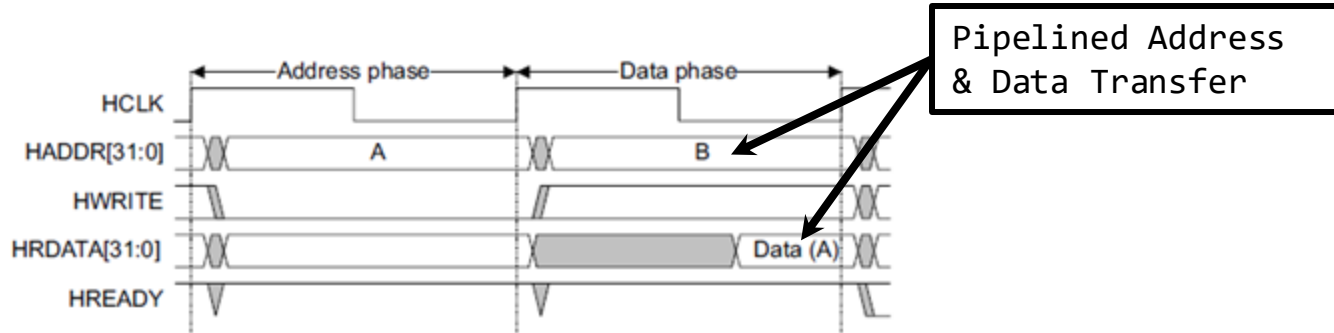 Pipelined Address
& Data Transfer
Address phase
Data phase
HCLK
HADDR[31:0]
A
B
HWRITE
HRDATA[31:0]
Data (A)
HREADY